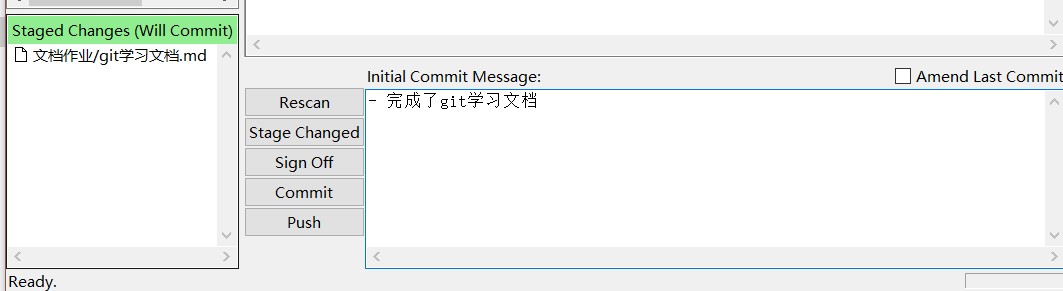 Staged Changes (Will Commit)
文档作业/git学习文档.md
Initial Commit Message:
Amend Last Commit
- 完成了git学习文档
Rescan
Stage Changed
Sign Off
Commit
Push
Ready.